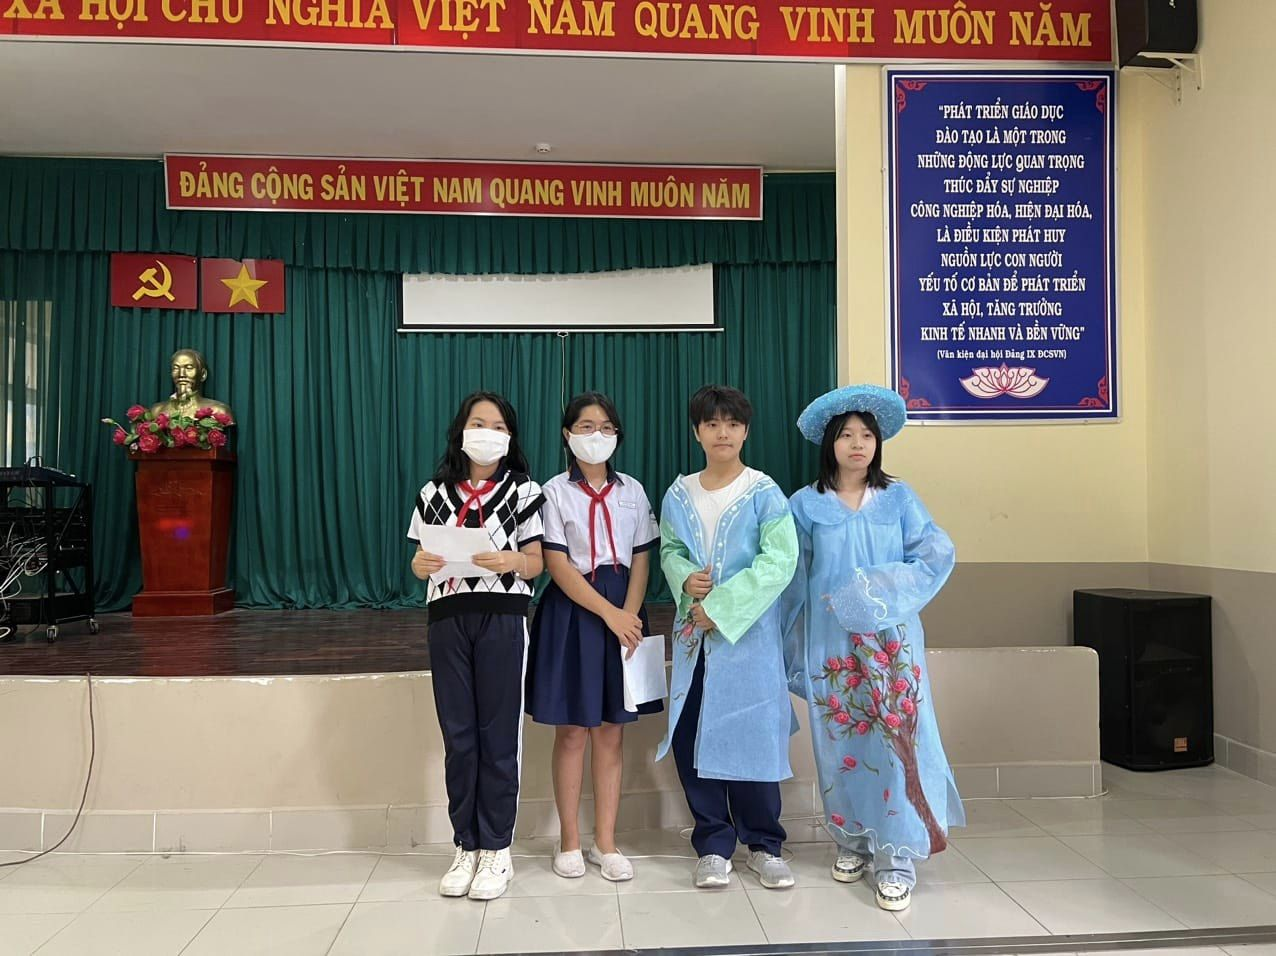 XÃ HỘI CHỦ NGHĨA VIỆT NAM QUANG VINH MUÔN NĂM
ĐẢNG CỘNG SẢN VIỆT NAM QUANG VINH MUÔN NĂM
"PHÁT TRIỂN GIÁO DỤC
ĐÀO TẠO LÀ MỘT TRONG
NHỮNG ĐỘNG LỰC QUAN TRỌNG
THÚC ĐẨY SỰ NGHIỆP
CÔNG NGHIỆP HÓA, HIỆN ĐẠI HÓA,
LÀ ĐIỀU KIỆN PHÁT HUY
NGUỒN LỰC CON NGƯỜI
YẾU TỐ CƠ BẢN ĐỂ PHÁT TRIỂN
XÃ HỘI, TĂNG TRƯỞNG
KINH TẾ NHANH VÀ BỀN VỮNG"
(Văn kiện đại hội Đảng IX ĐCSVN)